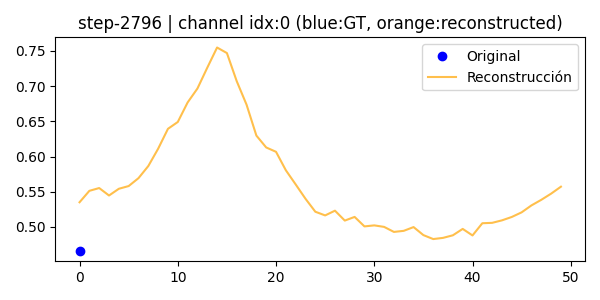 step-2796 | channel idx:0 (blue:GT, orange:reconstructed)
Original
Reconstrucción
0.75
0.70
0.65
0.60
0.55
0.50
0 10 20 30 40 50